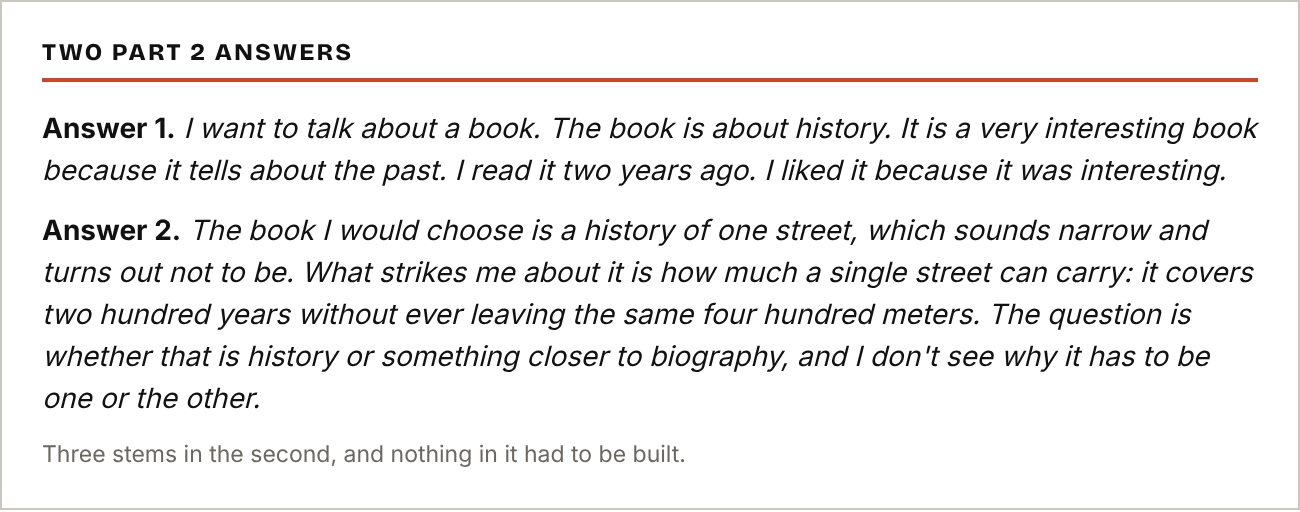 TWO PART 2 ANSWERS
Answer 1. I want to talk about a book. The book is about history. It is a very interesting book
because it tells about the past. I read it two years ago. I liked it because it was interesting.
Answer 2. The book I would choose is a history of one street, which sounds narrow and
turns out not to be. What strikes me about it is how much a single street can carry: it covers
two hundred years without ever leaving the same four hundred meters. The question is
whether that is history or something closer to biography, and I don't see why it has to be
one or the other.
Three stems in the second, and nothing in it had to be built.